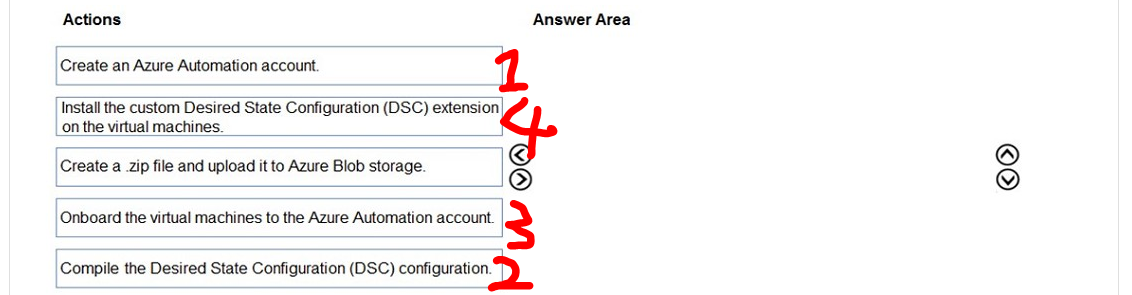 Actions
Answer Area
Create an Azure Automation account.
1
Install the custom Desired State Configuration (DSC) extension
on the virtual machines.
4
Create a .zip file and upload it to Azure Blob storage.
Onboard the virtual machines to the Azure Automation account.
3
Compile the Desired State Configuration (DSC) configuration.
2